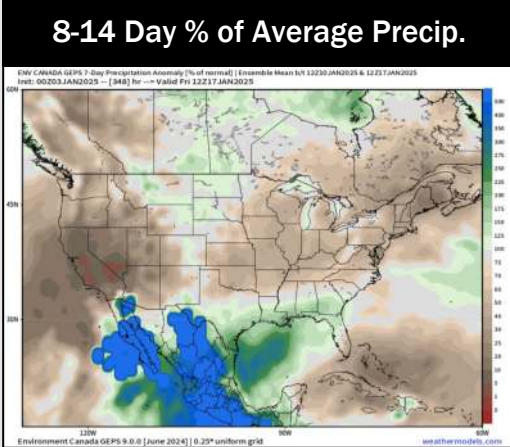 8-14 Day % of Average Precip.
ENV CANADA GEPS 7-Day Precipitation Anomaly [% of normal] | Ensemble Mean b/t 12Z10JAN2025 & 12Z17JAN2025
Init: 00Z03JAN2025 -- [348] hr --> Valid Fri 12Z17JAN2025
60N
45N
30N
120W
90W
60W
Environment Canada GEPS 9.0.0 [June 2024] | 0.25° uniform grid
weathermodels.com